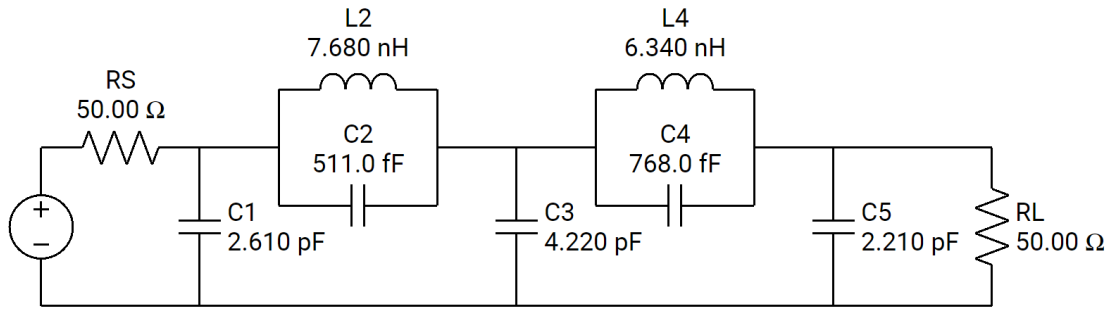 L2
7.680 nH
L4
6.340 nH
RS
50.00 Ω
C2
511.0 fF
C4
768.0 fF
+
−
C1
2.610 pF
C3
4.220 pF
C5
2.210 pF
RL
50.00 Ω